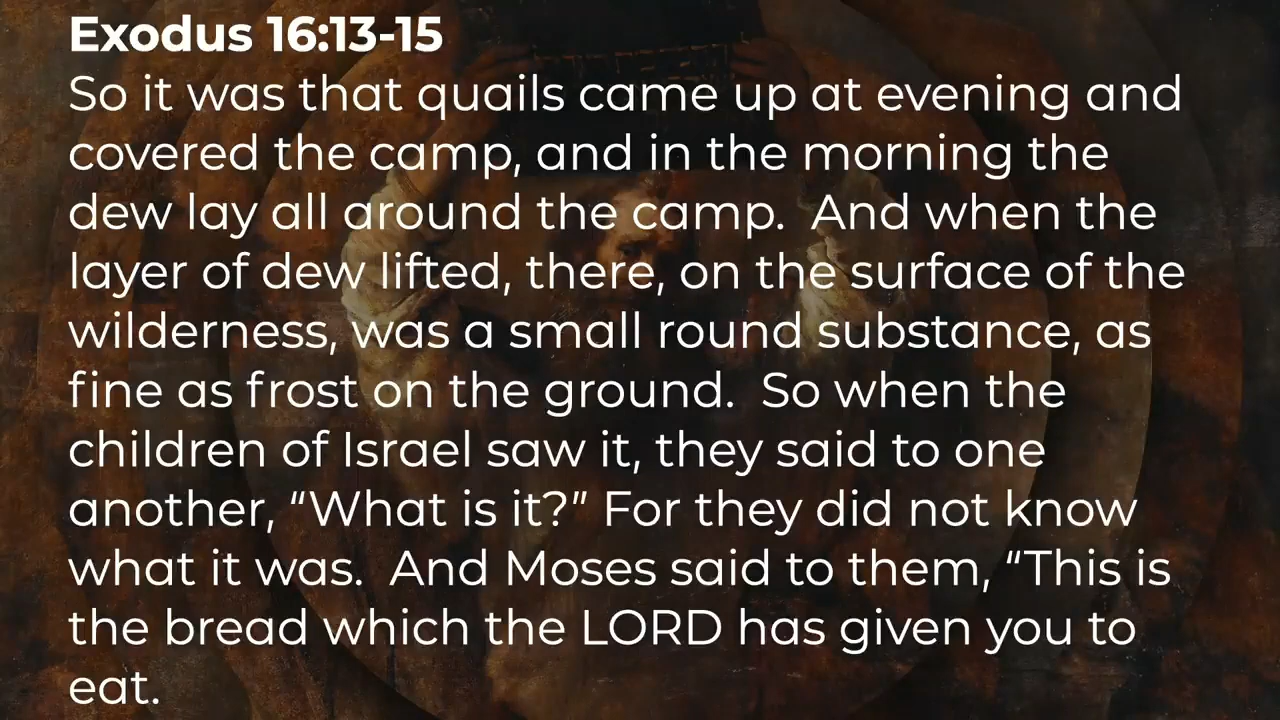 Exodus 16:13-15
So it was that quails came up at evening and
covered the camp, and in the morning the
dew lay all around the camp.  And when the
layer of dew lifted, there, on the surface of the
wilderness, was a small round substance, as
fine as frost on the ground.  So when the
children of Israel saw it, they said to one
another, “What is it?” For they did not know
what it was.  And Moses said to them, “This is
the bread which the LORD has given you to
eat.